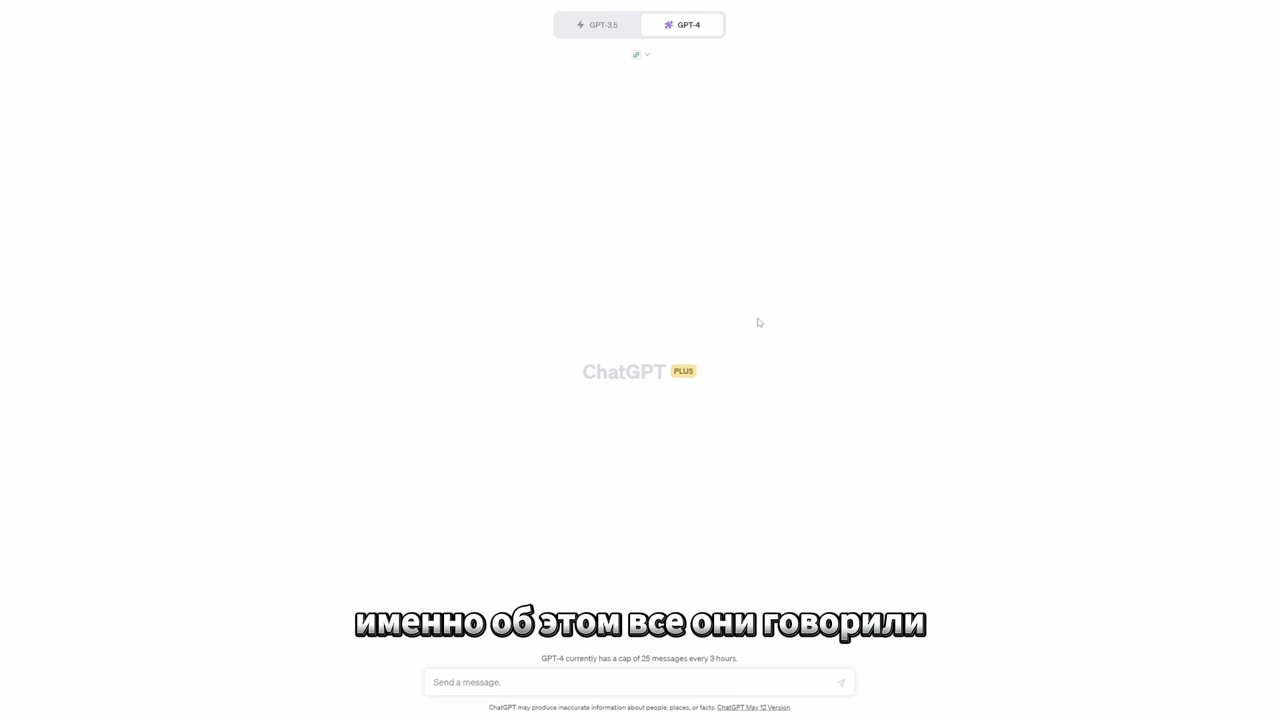 GPT-3.5
GPT-4
ChatGPT PLUS
именно об этом все они говорили
GPT-4 currently has a cap of 25 messages every 3 hours.
Send a message.
ChatGPT may produce inaccurate information about people, places, or facts. ChatGPT May 12 Version